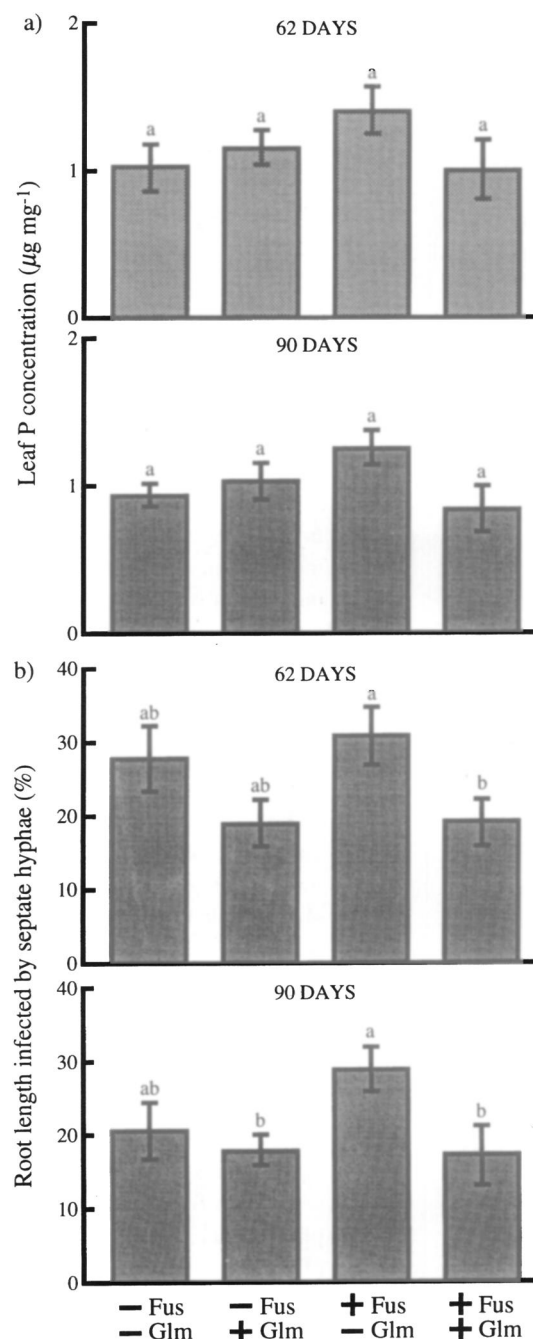 a)
Leaf P concentration (µg mg⁻¹)
62 DAYS
2
1
0
a a a a
90 DAYS
2
1
0
a a a a
b)
Root length infected by septate hyphae (%)
62 DAYS
40
30
20
10
0
ab ab a b
90 DAYS
40
30
20
10
0
ab b a b
− Fus − Fus + Fus + Fus
− Glm + Glm − Glm + Glm